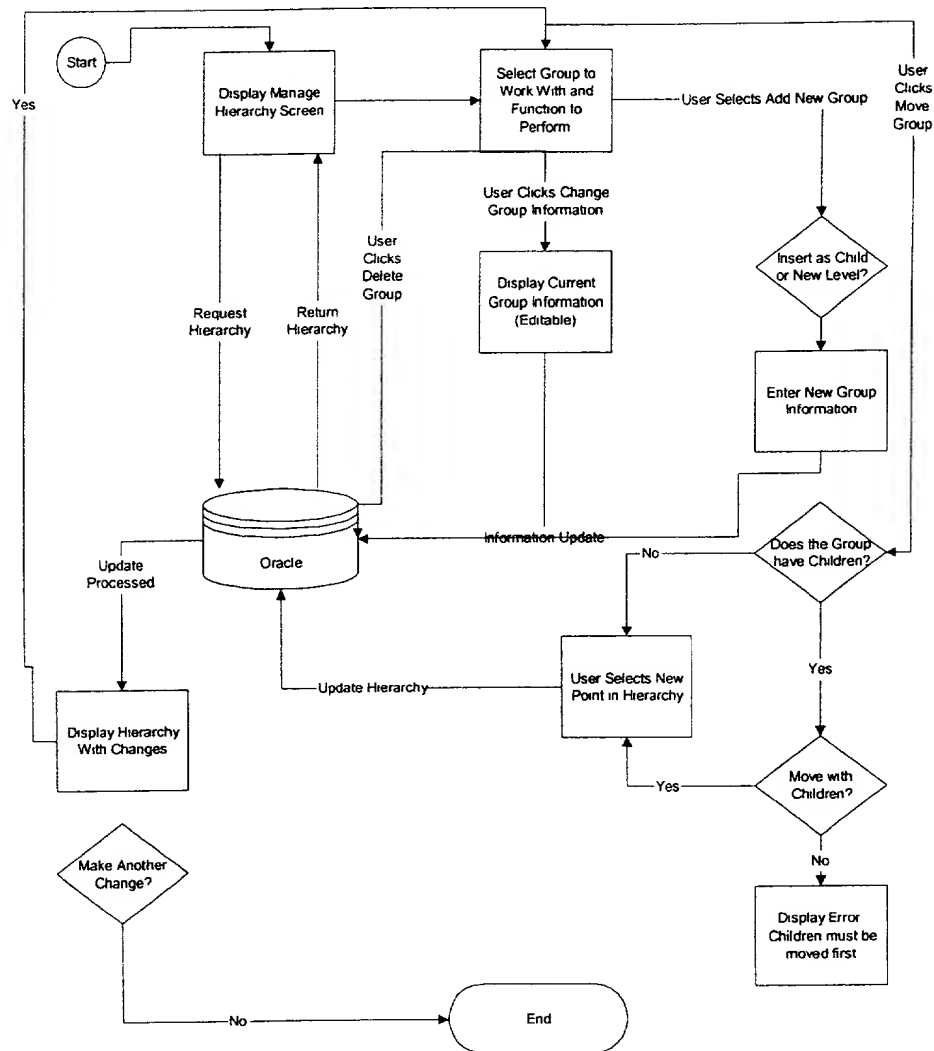 Start
Display Manage
Hierarchy Screen
Select Group to
Work With and
Function to
Perform
User Selects Add New Group
User
Clicks
Move
Group
Yes
User Clicks Change
Group Information
User
Clicks
Delete
Group
Insert as Child
or New Level?
Display Current
Group Information
(Editable)
Request
Hierarchy
Return
Hierarchy
Enter New Group
Information
Oracle
Information Update
Does the Group
have Children?
No
Update
Processed
Yes
User Selects New
Point in Hierarchy
Update Hierarchy
Display Hierarchy
With Changes
Move with
Children?
Yes
No
Make Another
Change?
Display Error
Children must be
moved first
No
End